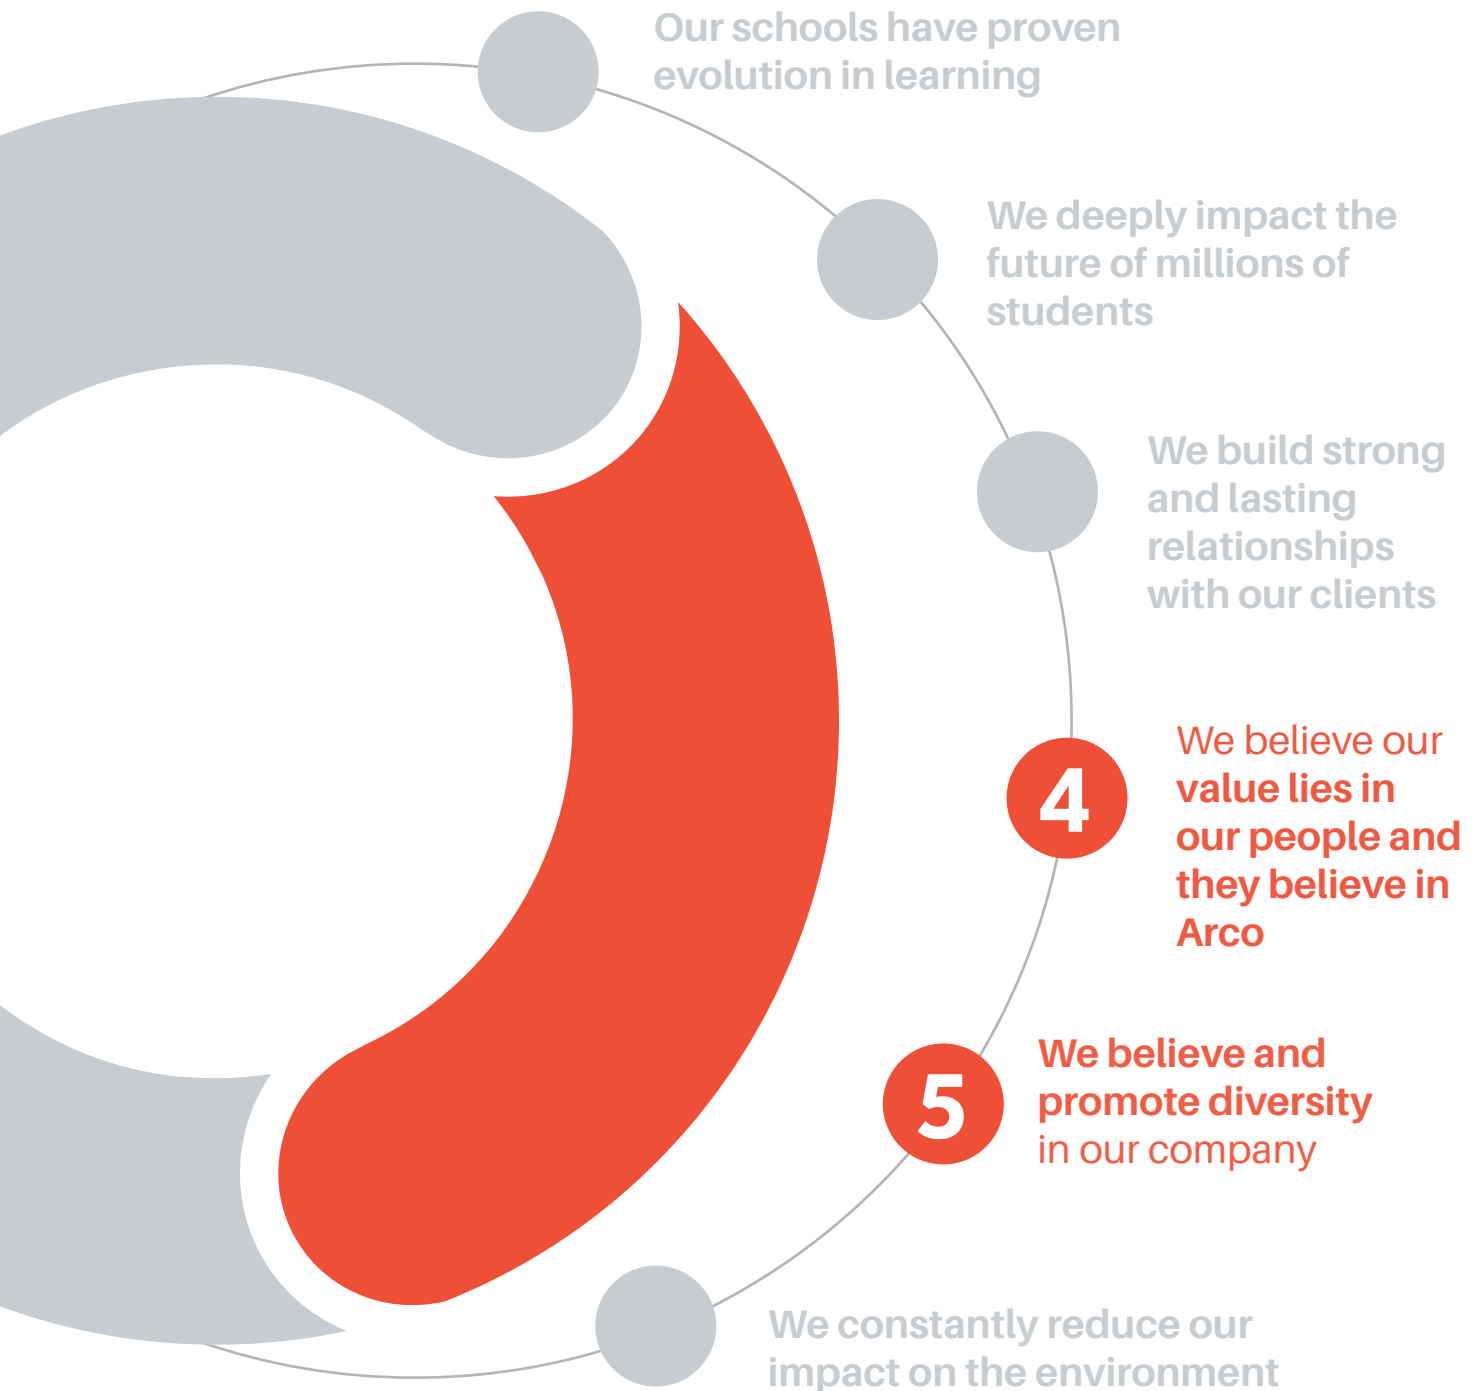 Our schools have proven
evolution in learning
We deeply impact the
future of millions of
students
We build strong
and lasting
relationships
with our clients
4
We believe our
value lies in
our people and
they believe in
Arco
5
We believe and
promote diversity
in our company
We constantly reduce our
impact on the environment